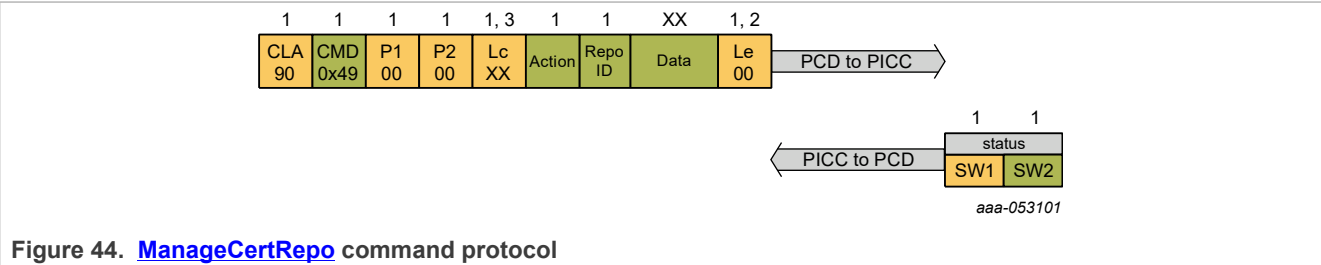 1 1 1 1 1, 3 1 1 XX 1, 2
CLA CMD P1 P2 Lc Action Repo Data Le
90 0x49 00 00 XX ID 00
PCD to PICC
1 1
status
PICC to PCD
SW1 SW2
aaa-053101
Figure 44. ManageCertRepo command protocol